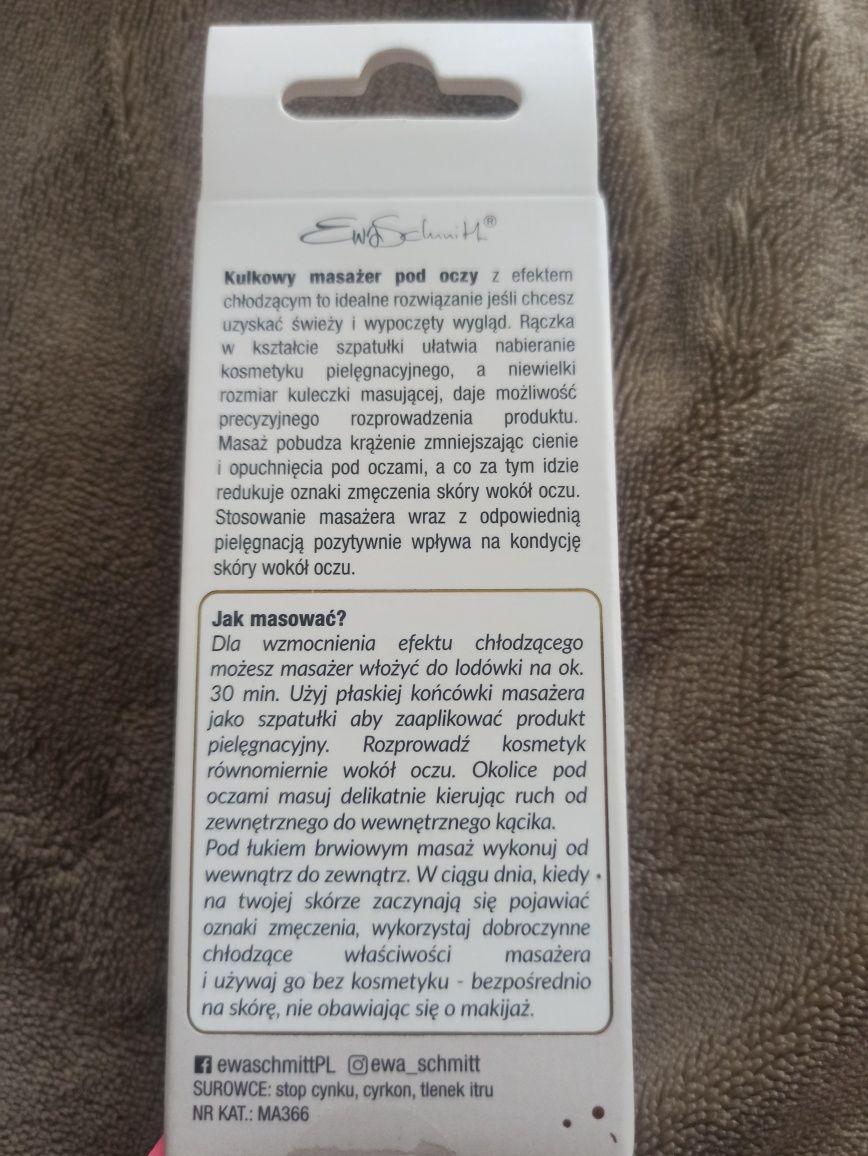 Ewa Schmitt®
Kulkowy masażer pod oczy z efektem
chłodzącym to idealne rozwiązanie jeśli chcesz
uzyskać świeży i wypoczęty wygląd. Rączka
w kształcie szpatułki ułatwia nabieranie
kosmetyku pielęgnacyjnego, a niewielki
rozmiar kuleczki masującej, daje możliwość
precyzyjnego rozprowadzenia produktu.
Masaż pobudza krążenie zmniejszając cienie
i opuchnięcia pod oczami, a co za tym idzie
redukuje oznaki zmęczenia skóry wokół oczu.
Stosowanie masażera wraz z odpowiednią
pielęgnacją pozytywnie wpływa na kondycję
skóry wokół oczu.
Jak masować?
Dla wzmocnienia efektu chłodzącego
możesz masażer włożyć do lodówki na ok.
30 min. Użyj płaskiej końcówki masażera
jako szpatułki aby zaaplikować produkt
pielęgnacyjny. Rozprowadź kosmetyk
równomiernie wokół oczu. Okolice pod
oczami masuj delikatnie kierując ruch od
zewnętrznego do wewnętrznego kącika.
Pod łukiem brwiowym masaż wykonuj od
wewnątrz do zewnątrz. W ciągu dnia, kiedy
na twojej skórze zaczynają się pojawiać
oznaki zmęczenia, wykorzystaj dobroczynne
chłodzące właściwości masażera
i używaj go bez kosmetyku - bezpośrednio
na skórę, nie obawiając się o makijaż.
ewaschmittPL ewa_schmitt
SUROWCE: stop cynku, cyrkon, tlenek itru
NR KAT.: MA366